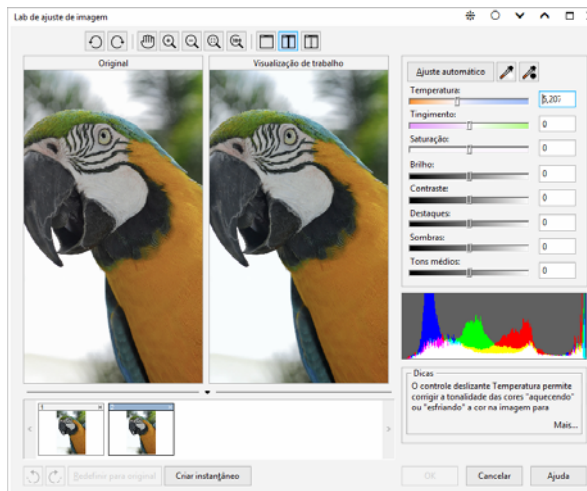 Lab de ajuste de imagem
Original
Visualização de trabalho
Ajuste automático
Temperatura:
Tingimento:
0
Saturação:
0
Brilho:
0
Contraste:
0
Destaques:
0
Sombras:
0
Tons médios:
0
Dicas
O controle deslizante Temperatura permite
corrigir a tonalidade das cores "aquecendo"
ou "esfriando" a cor na imagem para
Mais...
Redefinir para original
Criar instantâneo
OK
Cancelar
Ajuda